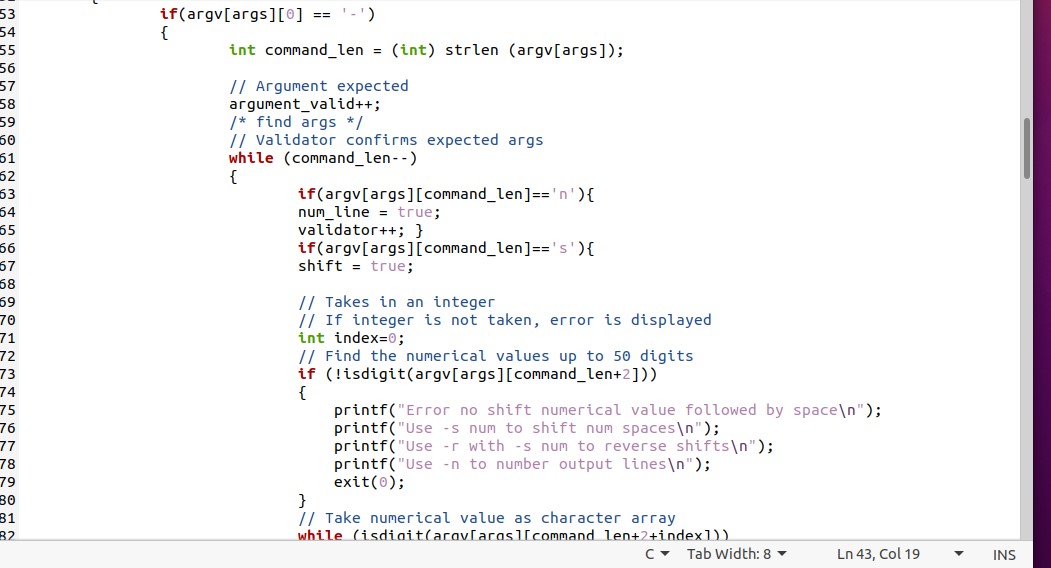 53 if(argv[args][0] == '-')
54 {
55 int command_len = (int) strlen (argv[args]);
56
57 // Argument expected
58 argument_valid++;
59 /* find args */
60 // Validator confirms expected args
61 while (command_len--)
62 {
63 if(argv[args][command_len]=='n'){
64 num_line = true;
65 validator++; }
66 if(argv[args][command_len]=='s'){
67 shift = true;
68
69 // Takes in an integer
70 // If integer is not taken, error is displayed
71 int index=0;
72 // Find the numerical values up to 50 digits
73 if (!isdigit(argv[args][command_len+2]))
74 {
75 printf("Error no shift numerical value followed by space\n");
76 printf("Use -s num to shift num spaces\n");
77 printf("Use -r with -s num to reverse shifts\n");
78 printf("Use -n to number output lines\n");
79 exit(0);
80 }
81 // Take numerical value as character array
82 while (isdigit(argv[args][command_len+2+index]))
C Tab Width: 8 Ln 43, Col 19 INS